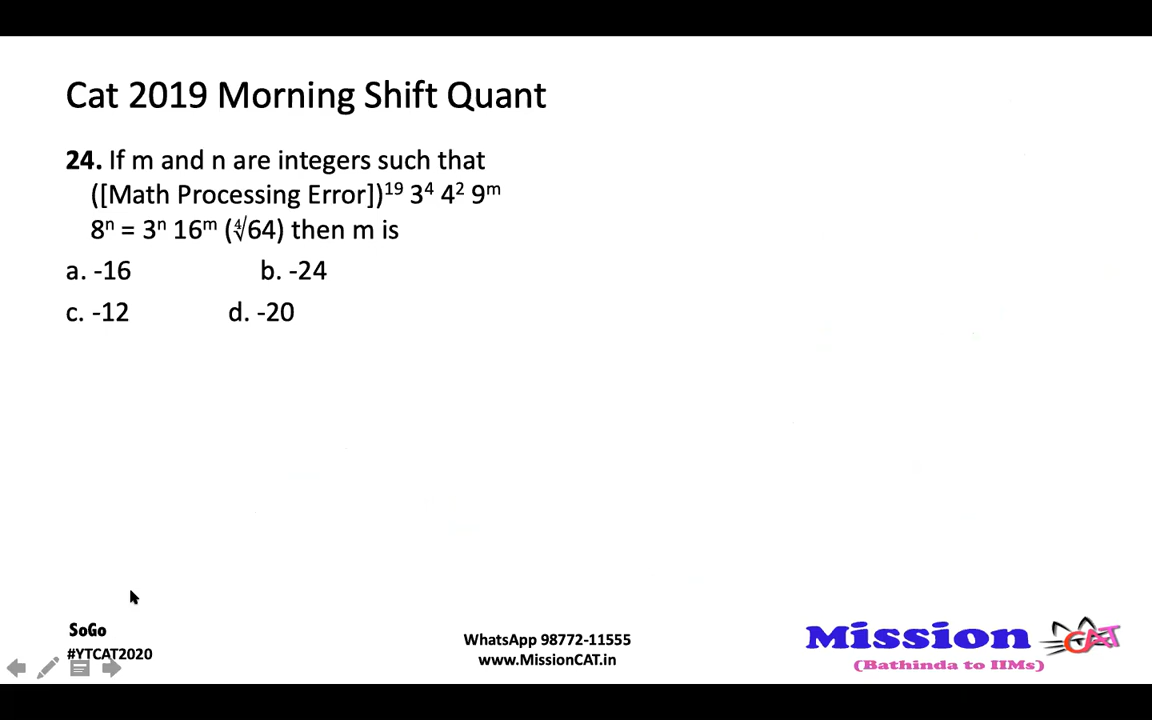 Cat 2019 Morning Shift Quant
24. If m and n are integers such that
([Math Processing Error])¹⁹ 3⁴ 4² 9ᵐ
8ⁿ = 3ⁿ 16ᵐ (∜64) then m is
a. -16 b. -24
c. -12 d. -20
SoGo
#YTCAT2020
WhatsApp 98772-11555
www.MissionCAT.in
Mission CAT
(Bathinda to IIMs)